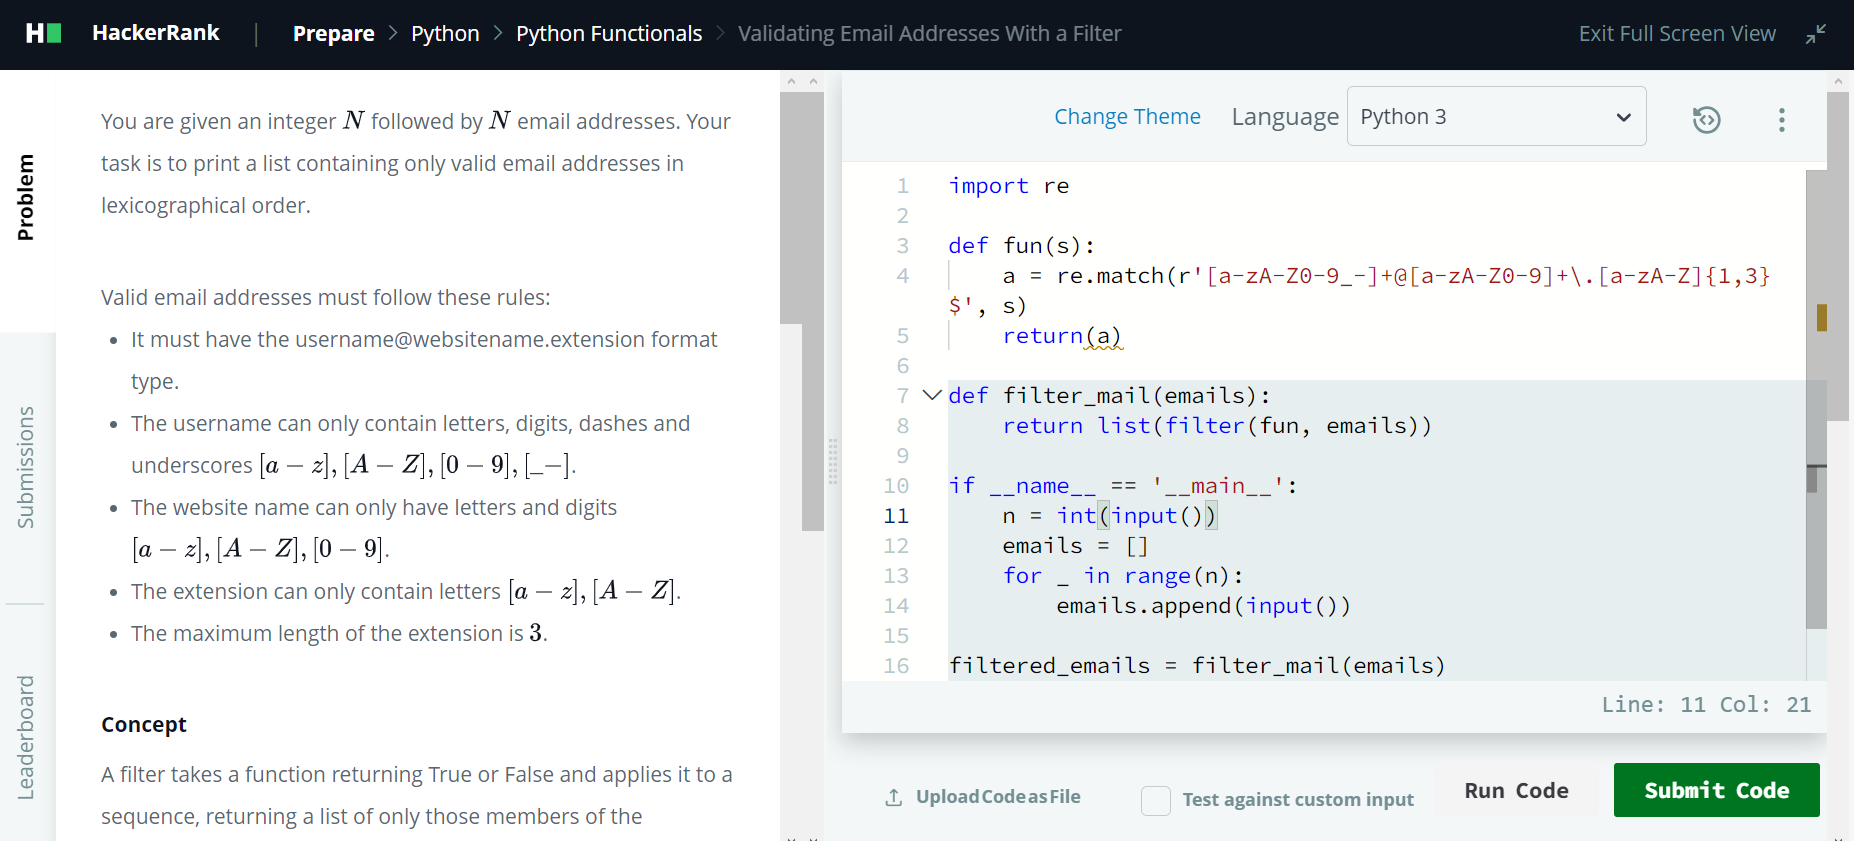 H HackerRank | Prepare > Python > Python Functionals > Validating Email Addresses With a Filter Exit Full Screen View
Problem
Submissions
Leaderboard
You are given an integer N followed by N email addresses. Your
task is to print a list containing only valid email addresses in
lexicographical order.
Valid email addresses must follow these rules:
• It must have the username@websitename.extension format
type.
• The username can only contain letters, digits, dashes and
underscores [a − z], [A − Z], [0 − 9], [_−].
• The website name can only have letters and digits
[a − z], [A − Z], [0 − 9].
• The extension can only contain letters [a − z], [A − Z].
• The maximum length of the extension is 3.
Concept
A filter takes a function returning True or False and applies it to a
sequence, returning a list of only those members of the
Change Theme Language Python 3
1 import re
2
3 def fun(s):
4 a = re.match(r'[a-zA-Z0-9_-]+@[a-zA-Z0-9]+\.[a-zA-Z]{1,3}
$', s)
5 return(a)
6
7 def filter_mail(emails):
8 return list(filter(fun, emails))
9
10 if __name__ == '__main__':
11 n = int(input())
12 emails = []
13 for _ in range(n):
14 emails.append(input())
15
16 filtered_emails = filter_mail(emails)
Line: 11 Col: 21
Upload Code as File Test against custom input Run Code Submit Code